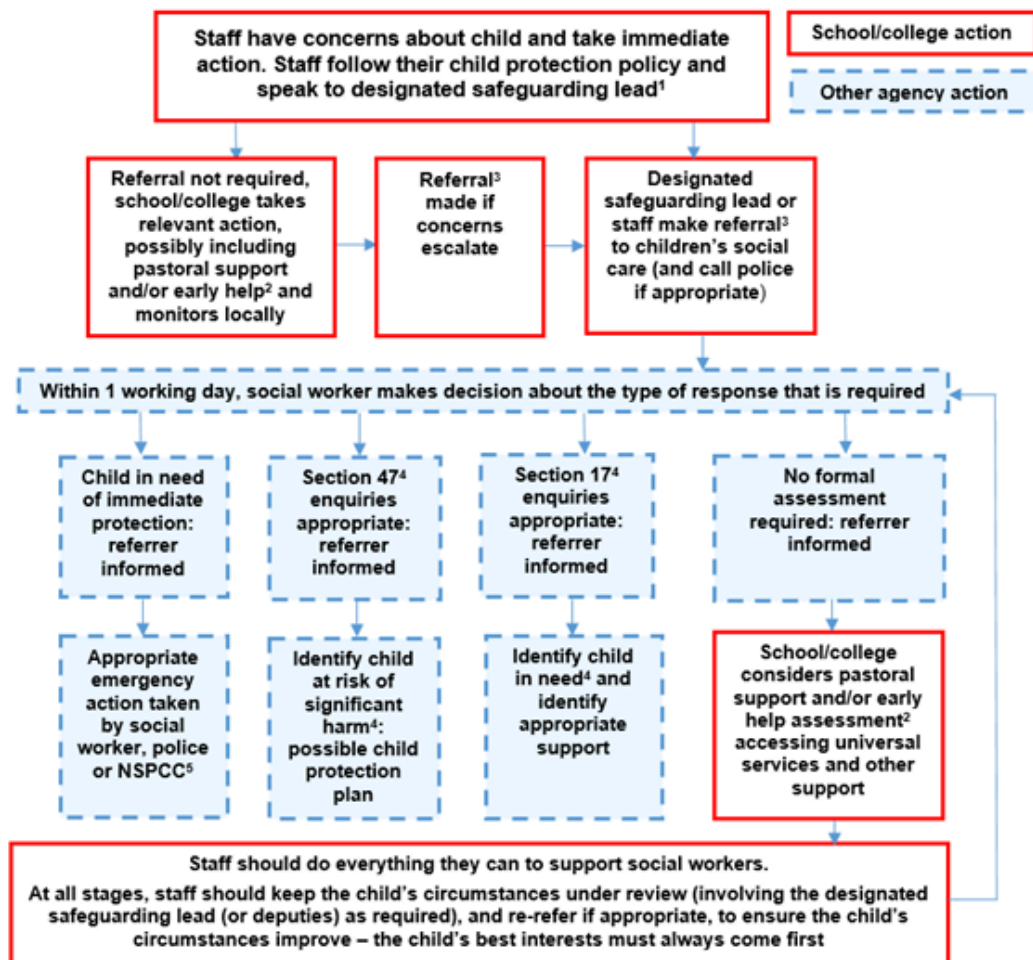 Staff have concerns about child and take immediate
action. Staff follow their child protection policy and
speak to designated safeguarding lead¹
School/college action
Other agency action
Referral not required,
school/college takes
relevant action,
possibly including
pastoral support
and/or early help² and
monitors locally
Referral³
made if
concerns
escalate
Designated
safeguarding lead or
staff make referral³
to children's social
care (and call police
if appropriate)
Within 1 working day, social worker makes decision about the type of response that is required
Child in need
of immediate
protection:
referrer
informed
Section 47⁴
enquiries
appropriate:
referrer
informed
Section 17⁴
enquiries
appropriate:
referrer
informed
No formal
assessment
required: referrer
informed
Appropriate
emergency
action taken
by social
worker, police
or NSPCC⁵
Identify child
at risk of
significant
harm⁴:
possible child
protection
plan
Identify child
in need⁴ and
identify
appropriate
support
School/college
considers pastoral
support and/or early
help assessment²
accessing universal
services and other
support
Staff should do everything they can to support social workers.
At all stages, staff should keep the child's circumstances under review (involving the designated
safeguarding lead (or deputies) as required), and re-refer if appropriate, to ensure the child's
circumstances improve – the child's best interests must always come first